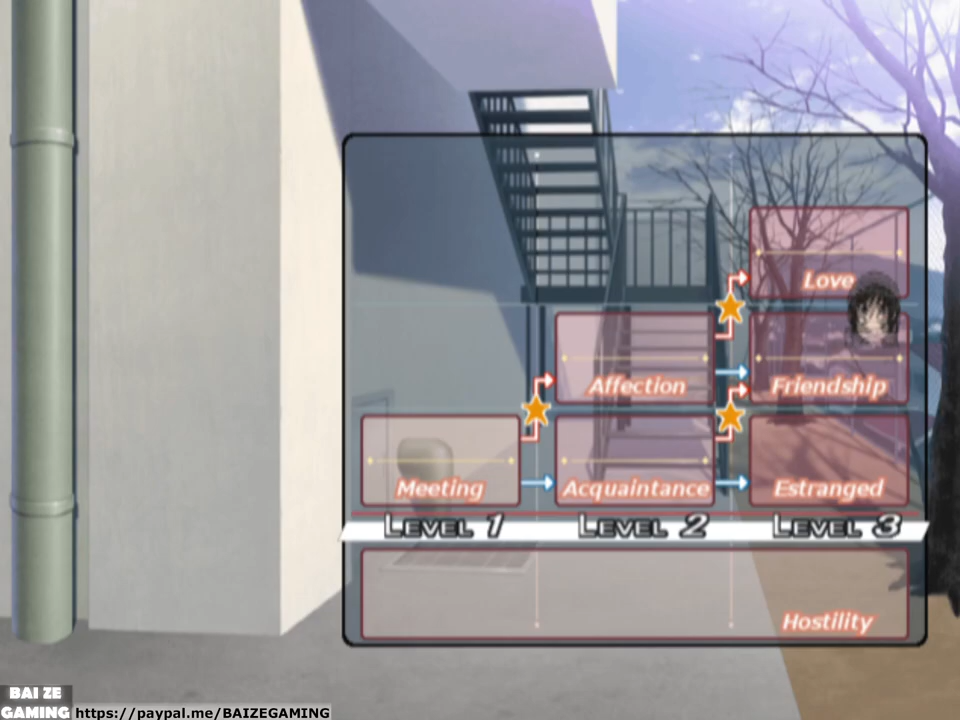 Love
Affection
Friendship
Meeting
Acquaintance
Estranged
LEVEL 1
LEVEL 2
LEVEL 3
Hostility
BAI ZE
GAMING
https://paypal.me/BAIZEGAMING